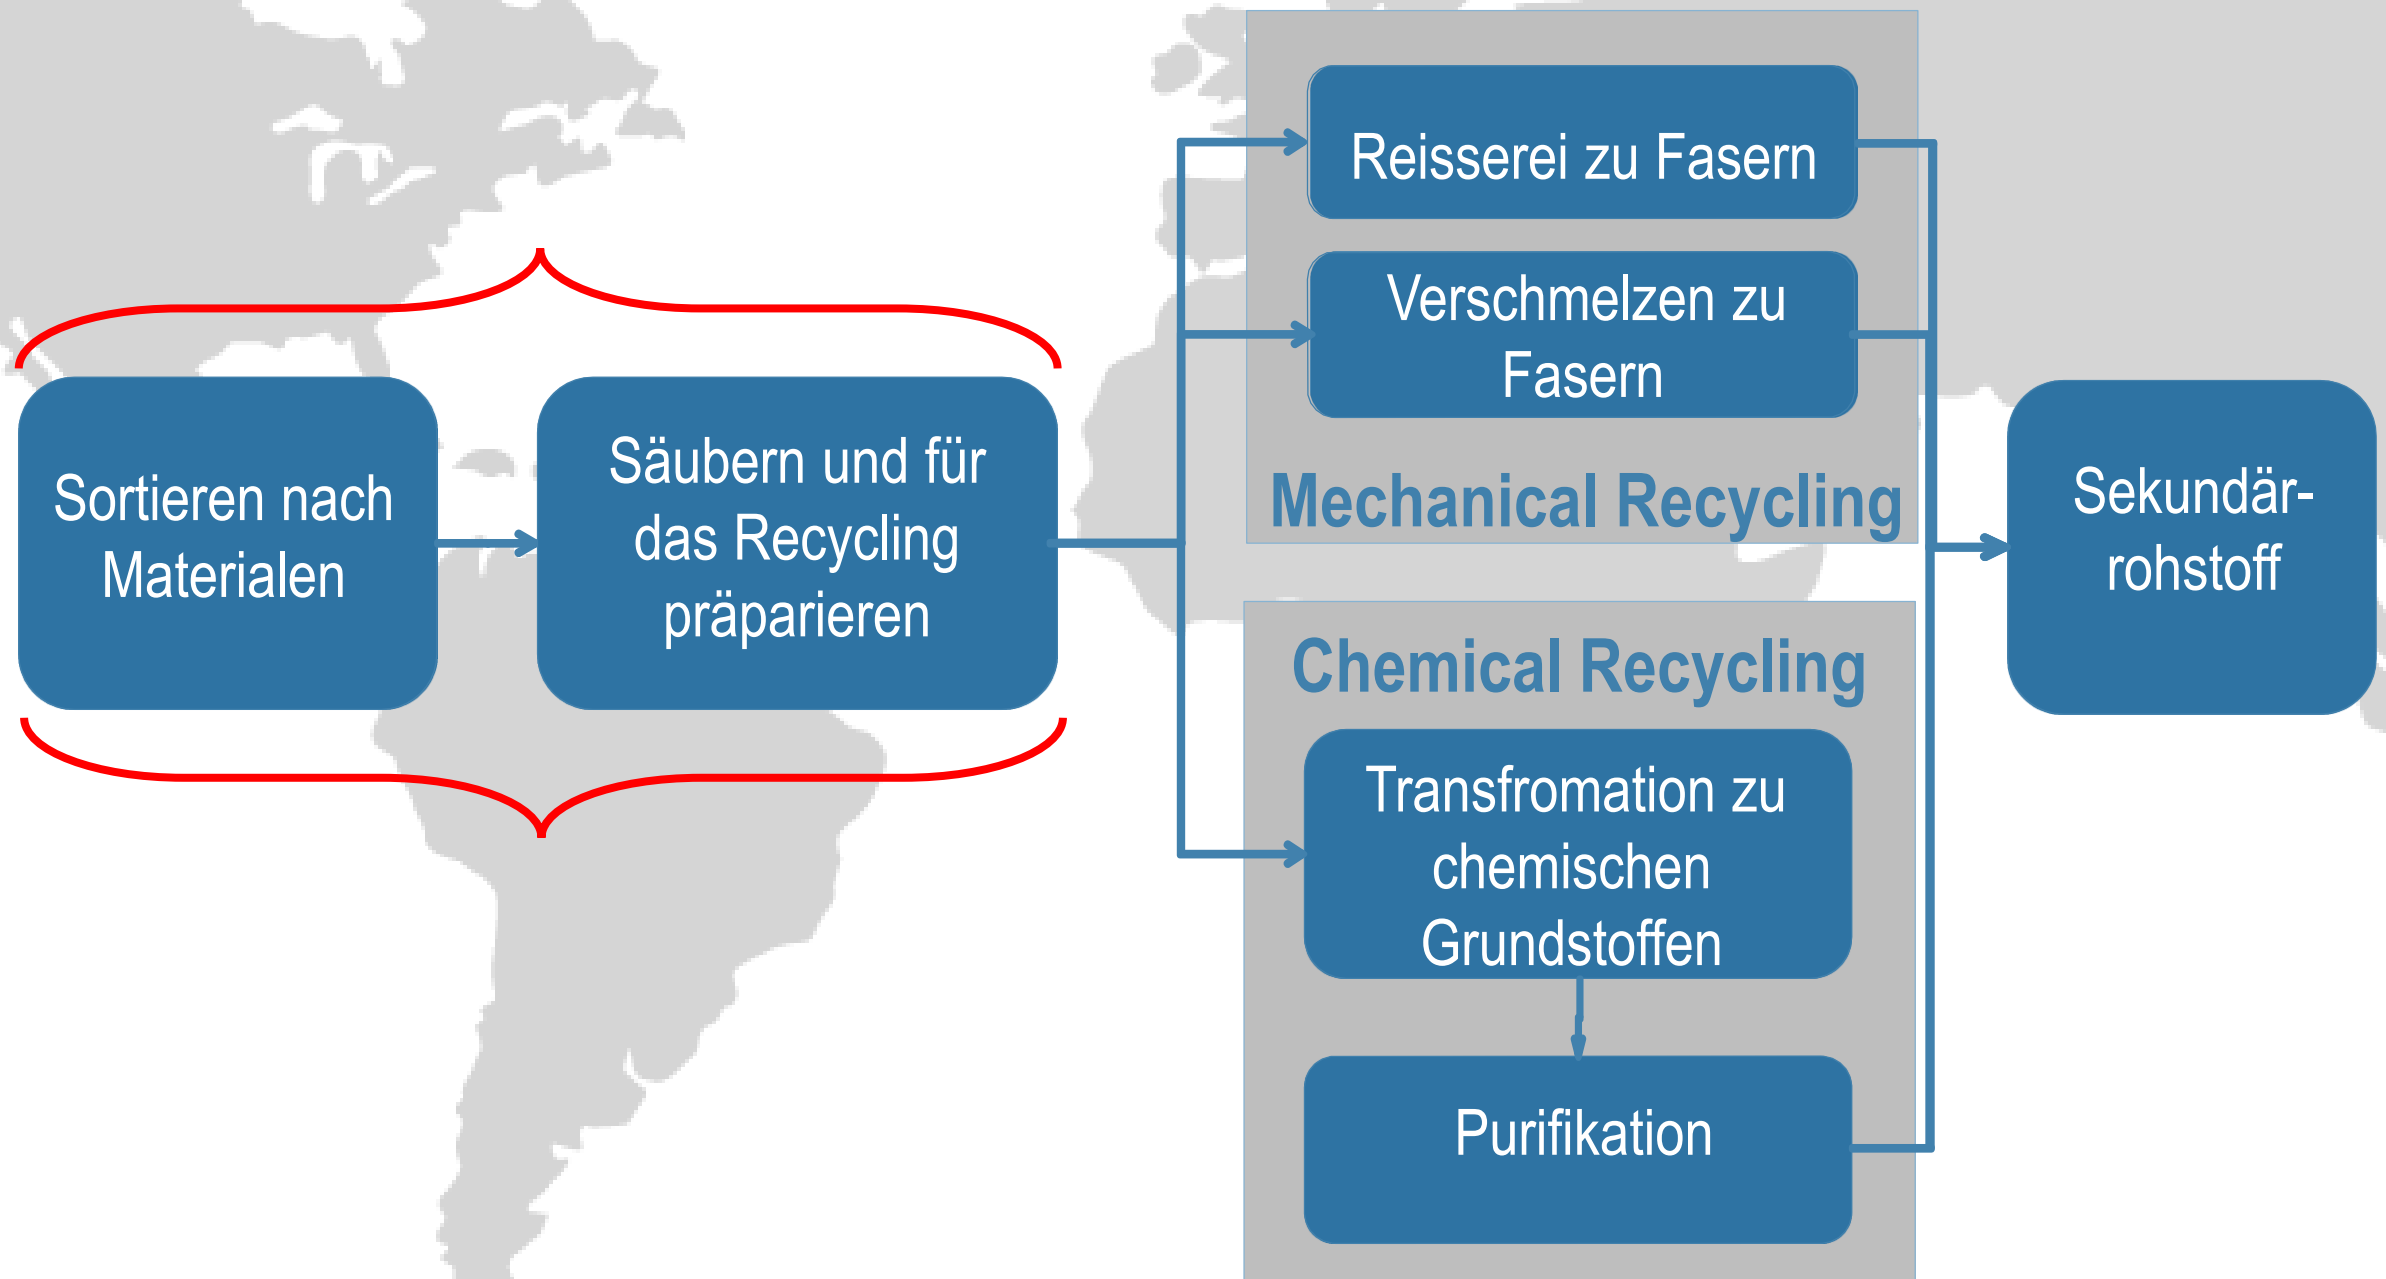 Sortieren nach
Materialen
Säubern und für
das Recycling
präparieren
Reisserei zu Fasern
Verschmelzen zu
Fasern
Mechanical Recycling
Chemical Recycling
Transfromation zu
chemischen
Grundstoffen
Purifikation
Sekundär-
rohstoff